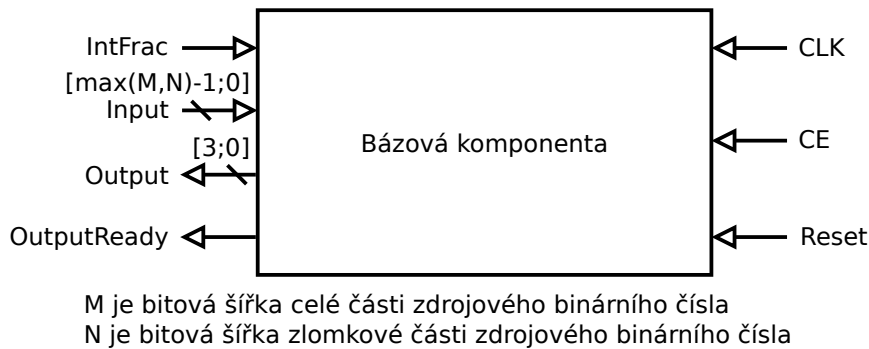 IntFrac
CLK
[max(M,N)-1;0]
Input
Bázová komponenta
CE
[3;0]
Output
OutputReady
Reset
M je bitová šířka celé části zdrojového binárního čísla
N je bitová šířka zlomkové části zdrojového binárního čísla